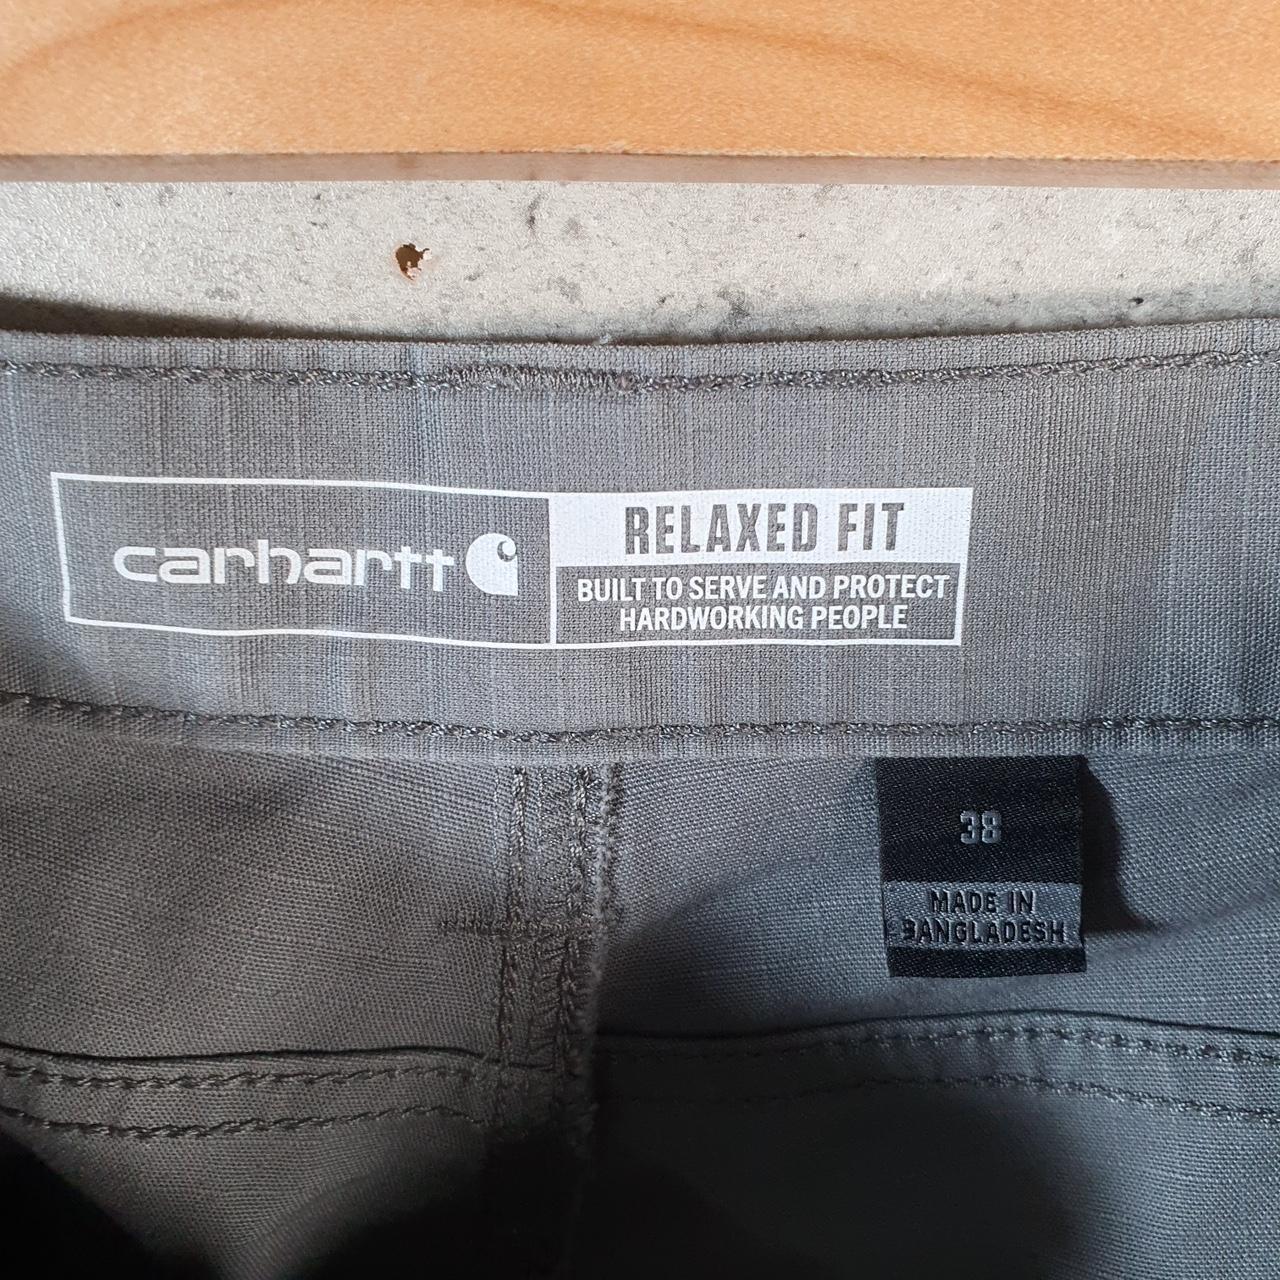 carhartt
RELAXED FIT
BUILT TO SERVE AND PROTECT
HARDWORKING PEOPLE
38
MADE IN
BANGLADESH